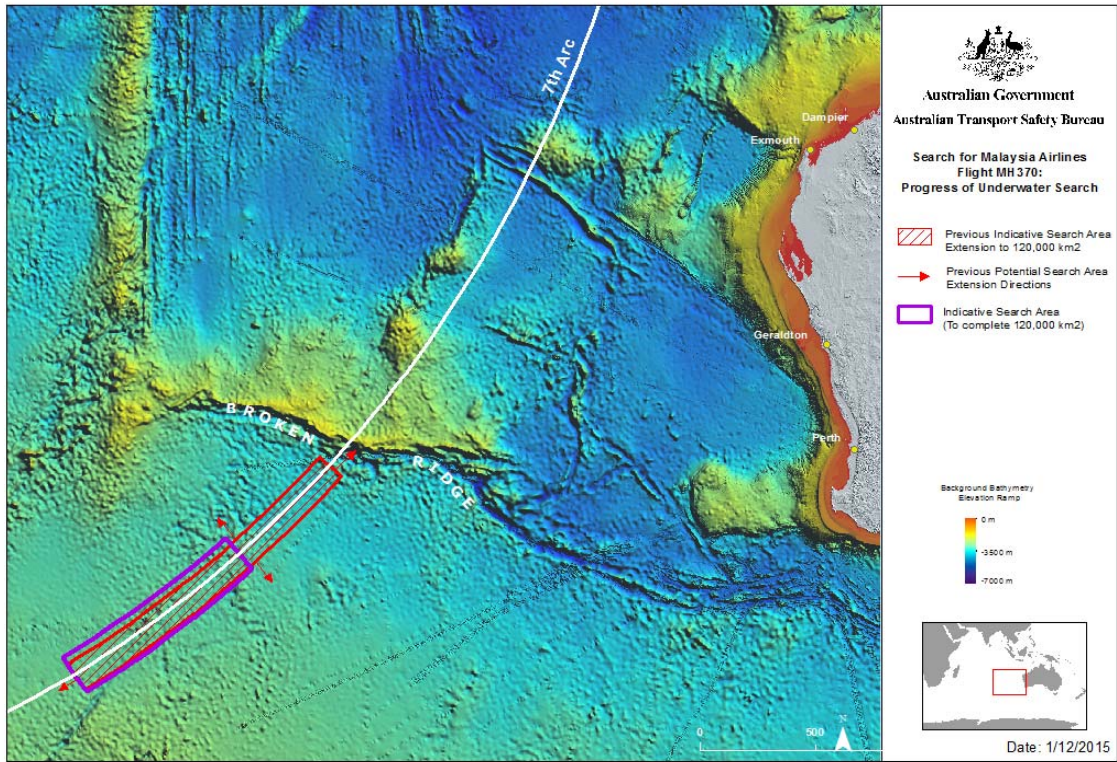 7th Arc
Dampier
Exmouth
Geraldton
Perth
BROKEN
RIDGE
0
500
N
Australian Government
Australian Transport Safety Bureau
Search for Malaysia Airlines
Flight MH370:
Progress of Underwater Search
Previous Indicative Search Area
Extension to 120,000 km2
Previous Potential Search Area
Extension Directions
Indicative Search Area
(To complete 120,000 km2)
Background Bathymetry
Elevation Ramp
0 m
-3500 m
-7000 m
Date: 1/12/2015